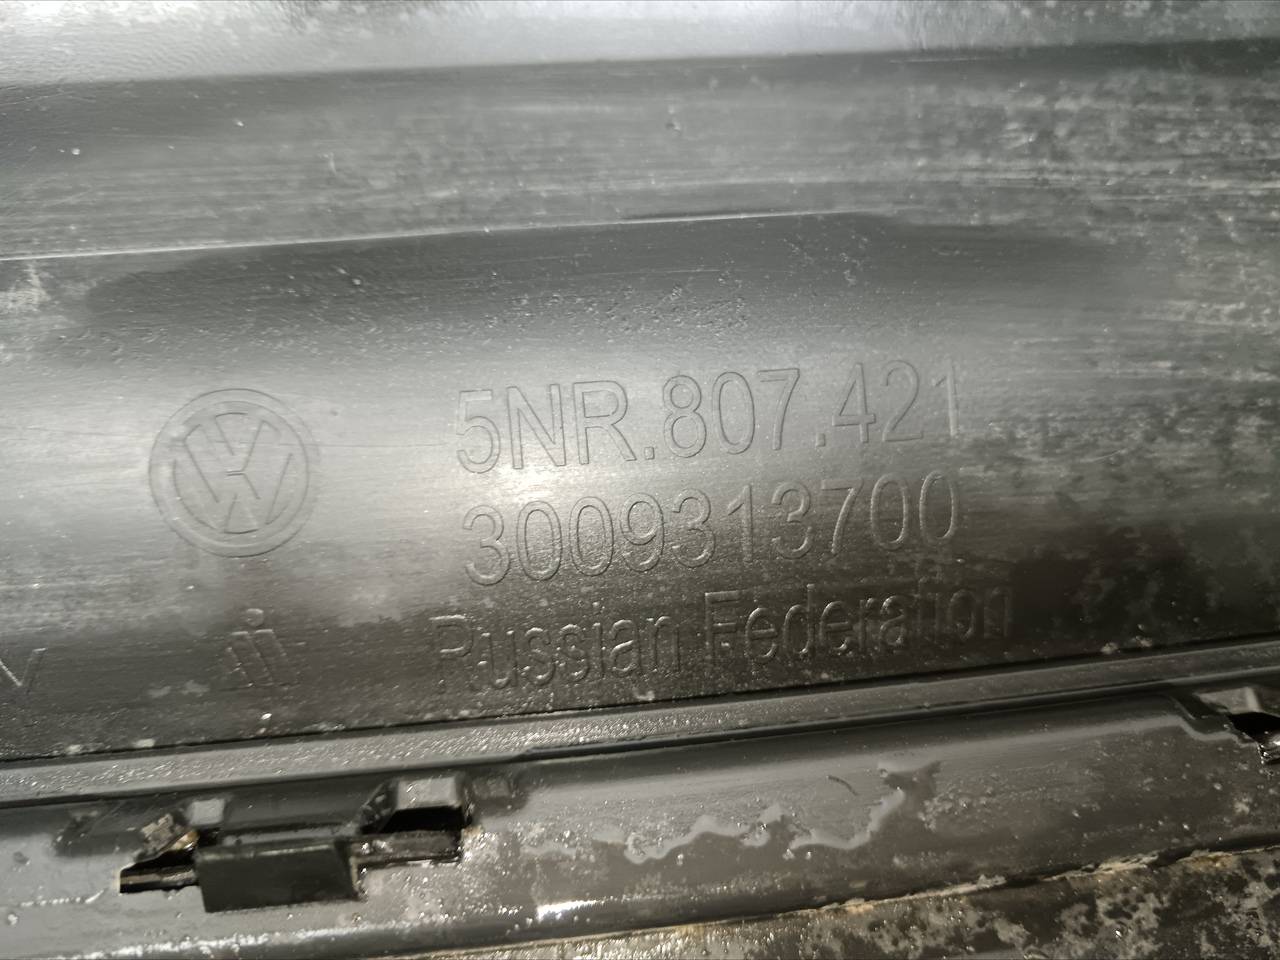 5NR.807.421
3009313700
Russian Federation